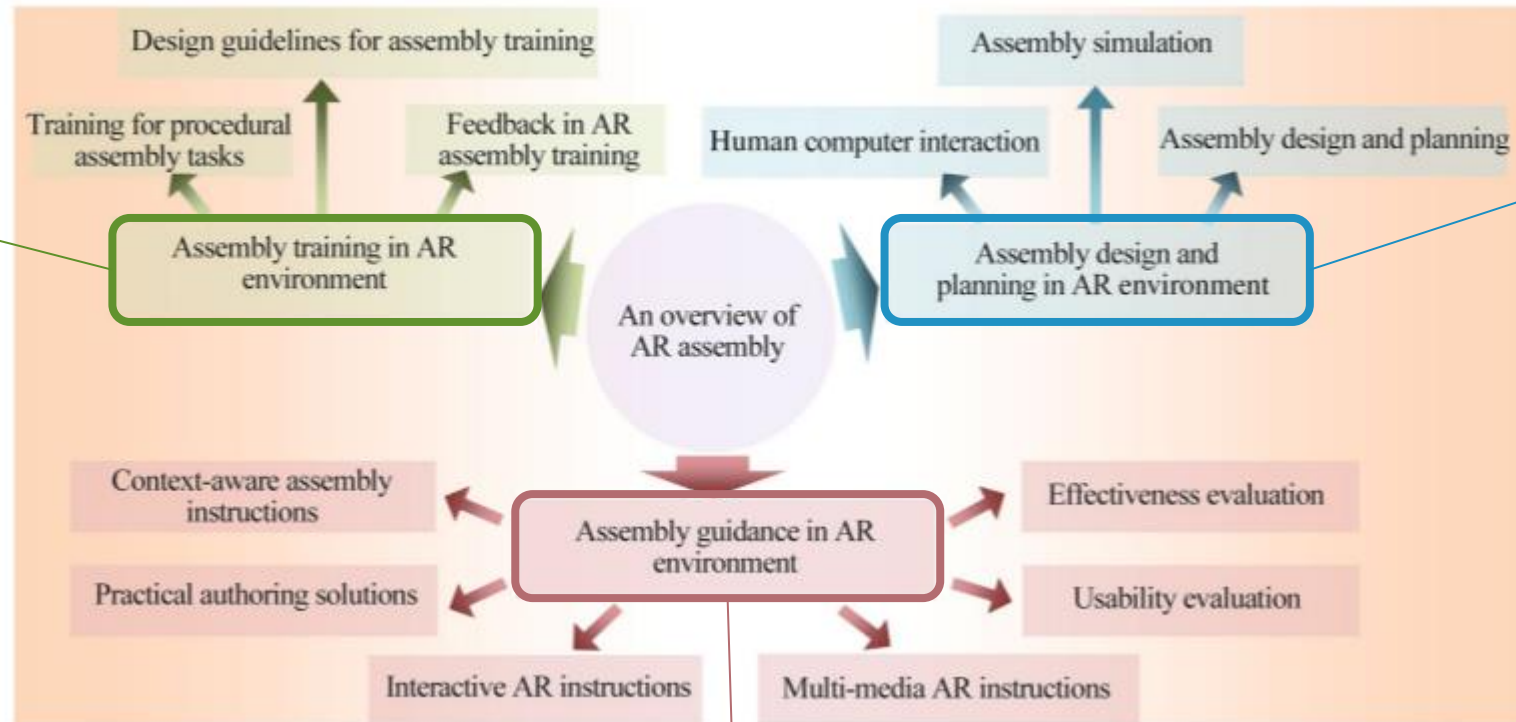 Design guidelines for assembly training
Assembly simulation
Training for procedural
assembly tasks
Feedback in AR
assembly training
Human computer interaction
Assembly design and planning
Assembly training in AR
environment
Assembly design and
planning in AR environment
An overview of
AR assembly
Context-aware assembly
instructions
Effectiveness evaluation
Assembly guidance in AR
environment
Practical authoring solutions
Usability evaluation
Interactive AR instructions
Multi-media AR instructions